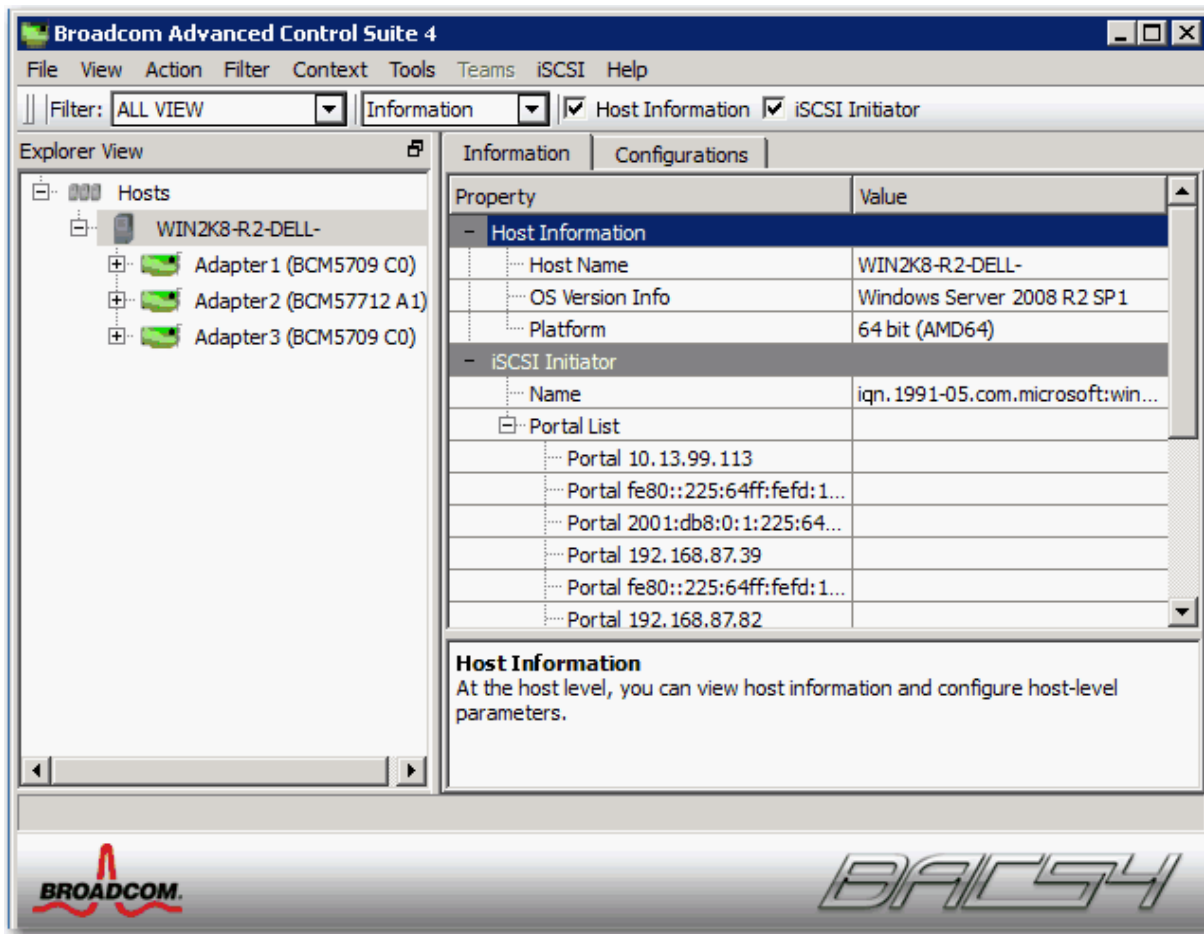 Broadcom Advanced Control Suite 4
File View Action Filter Context Tools Teams iSCSI Help
Filter: ALL VIEW Information Host Information iSCSI Initiator
Explorer View
Hosts
WIN2K8-R2-DELL-
Adapter1 (BCM5709 C0)
Adapter2 (BCM57712 A1)
Adapter3 (BCM5709 C0)
Information Configurations
Property Value
Host Information
Host Name WIN2K8-R2-DELL-
OS Version Info Windows Server 2008 R2 SP1
Platform 64 bit (AMD64)
iSCSI Initiator
Name iqn.1991-05.com.microsoft:win...
Portal List
Portal 10.13.99.113
Portal fe80::225:64ff:fefd:1...
Portal 2001:db8:0:1:225:64...
Portal 192.168.87.39
Portal fe80::225:64ff:fefd:1...
Portal 192.168.87.82
Host Information
At the host level, you can view host information and configure host-level
parameters.
BROADCOM.
BACS4